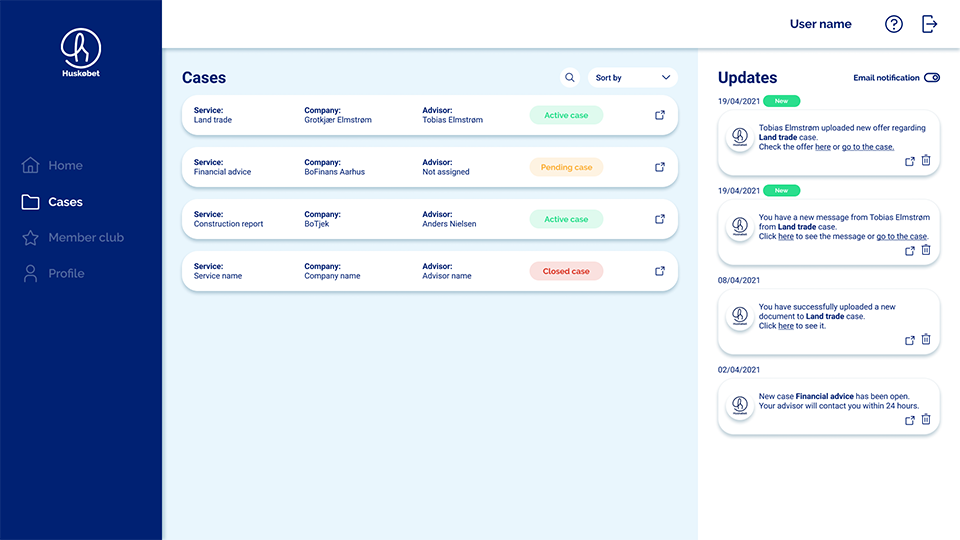 Huskøbet
Home
Cases
Member club
Profile
User name
Cases
Sort by
Service:
Land trade
Company:
Grotkjær Elmstrøm
Advisor:
Tobias Elmstrøm
Active case
Service:
Financial advice
Company:
BoFinans Aarhus
Advisor:
Not assigned
Pending case
Service:
Construction report
Company:
BoTjek
Advisor:
Anders Nielsen
Active case
Service:
Service name
Company:
Company name
Advisor:
Advisor name
Closed case
Updates
Email notification
19/04/2021 New
Tobias Elmstrøm uploaded new offer regarding
Land trade case.
Check the offer here or go to the case.
19/04/2021 New
You have a new message from Tobias Elmstrøm
from Land trade case.
Click here to see the message or go to the case.
08/04/2021
You have successfully uploaded a new
document to Land trade case.
Click here to see it.
02/04/2021
New case Financial advice has been open.
Your advisor will contact you within 24 hours.